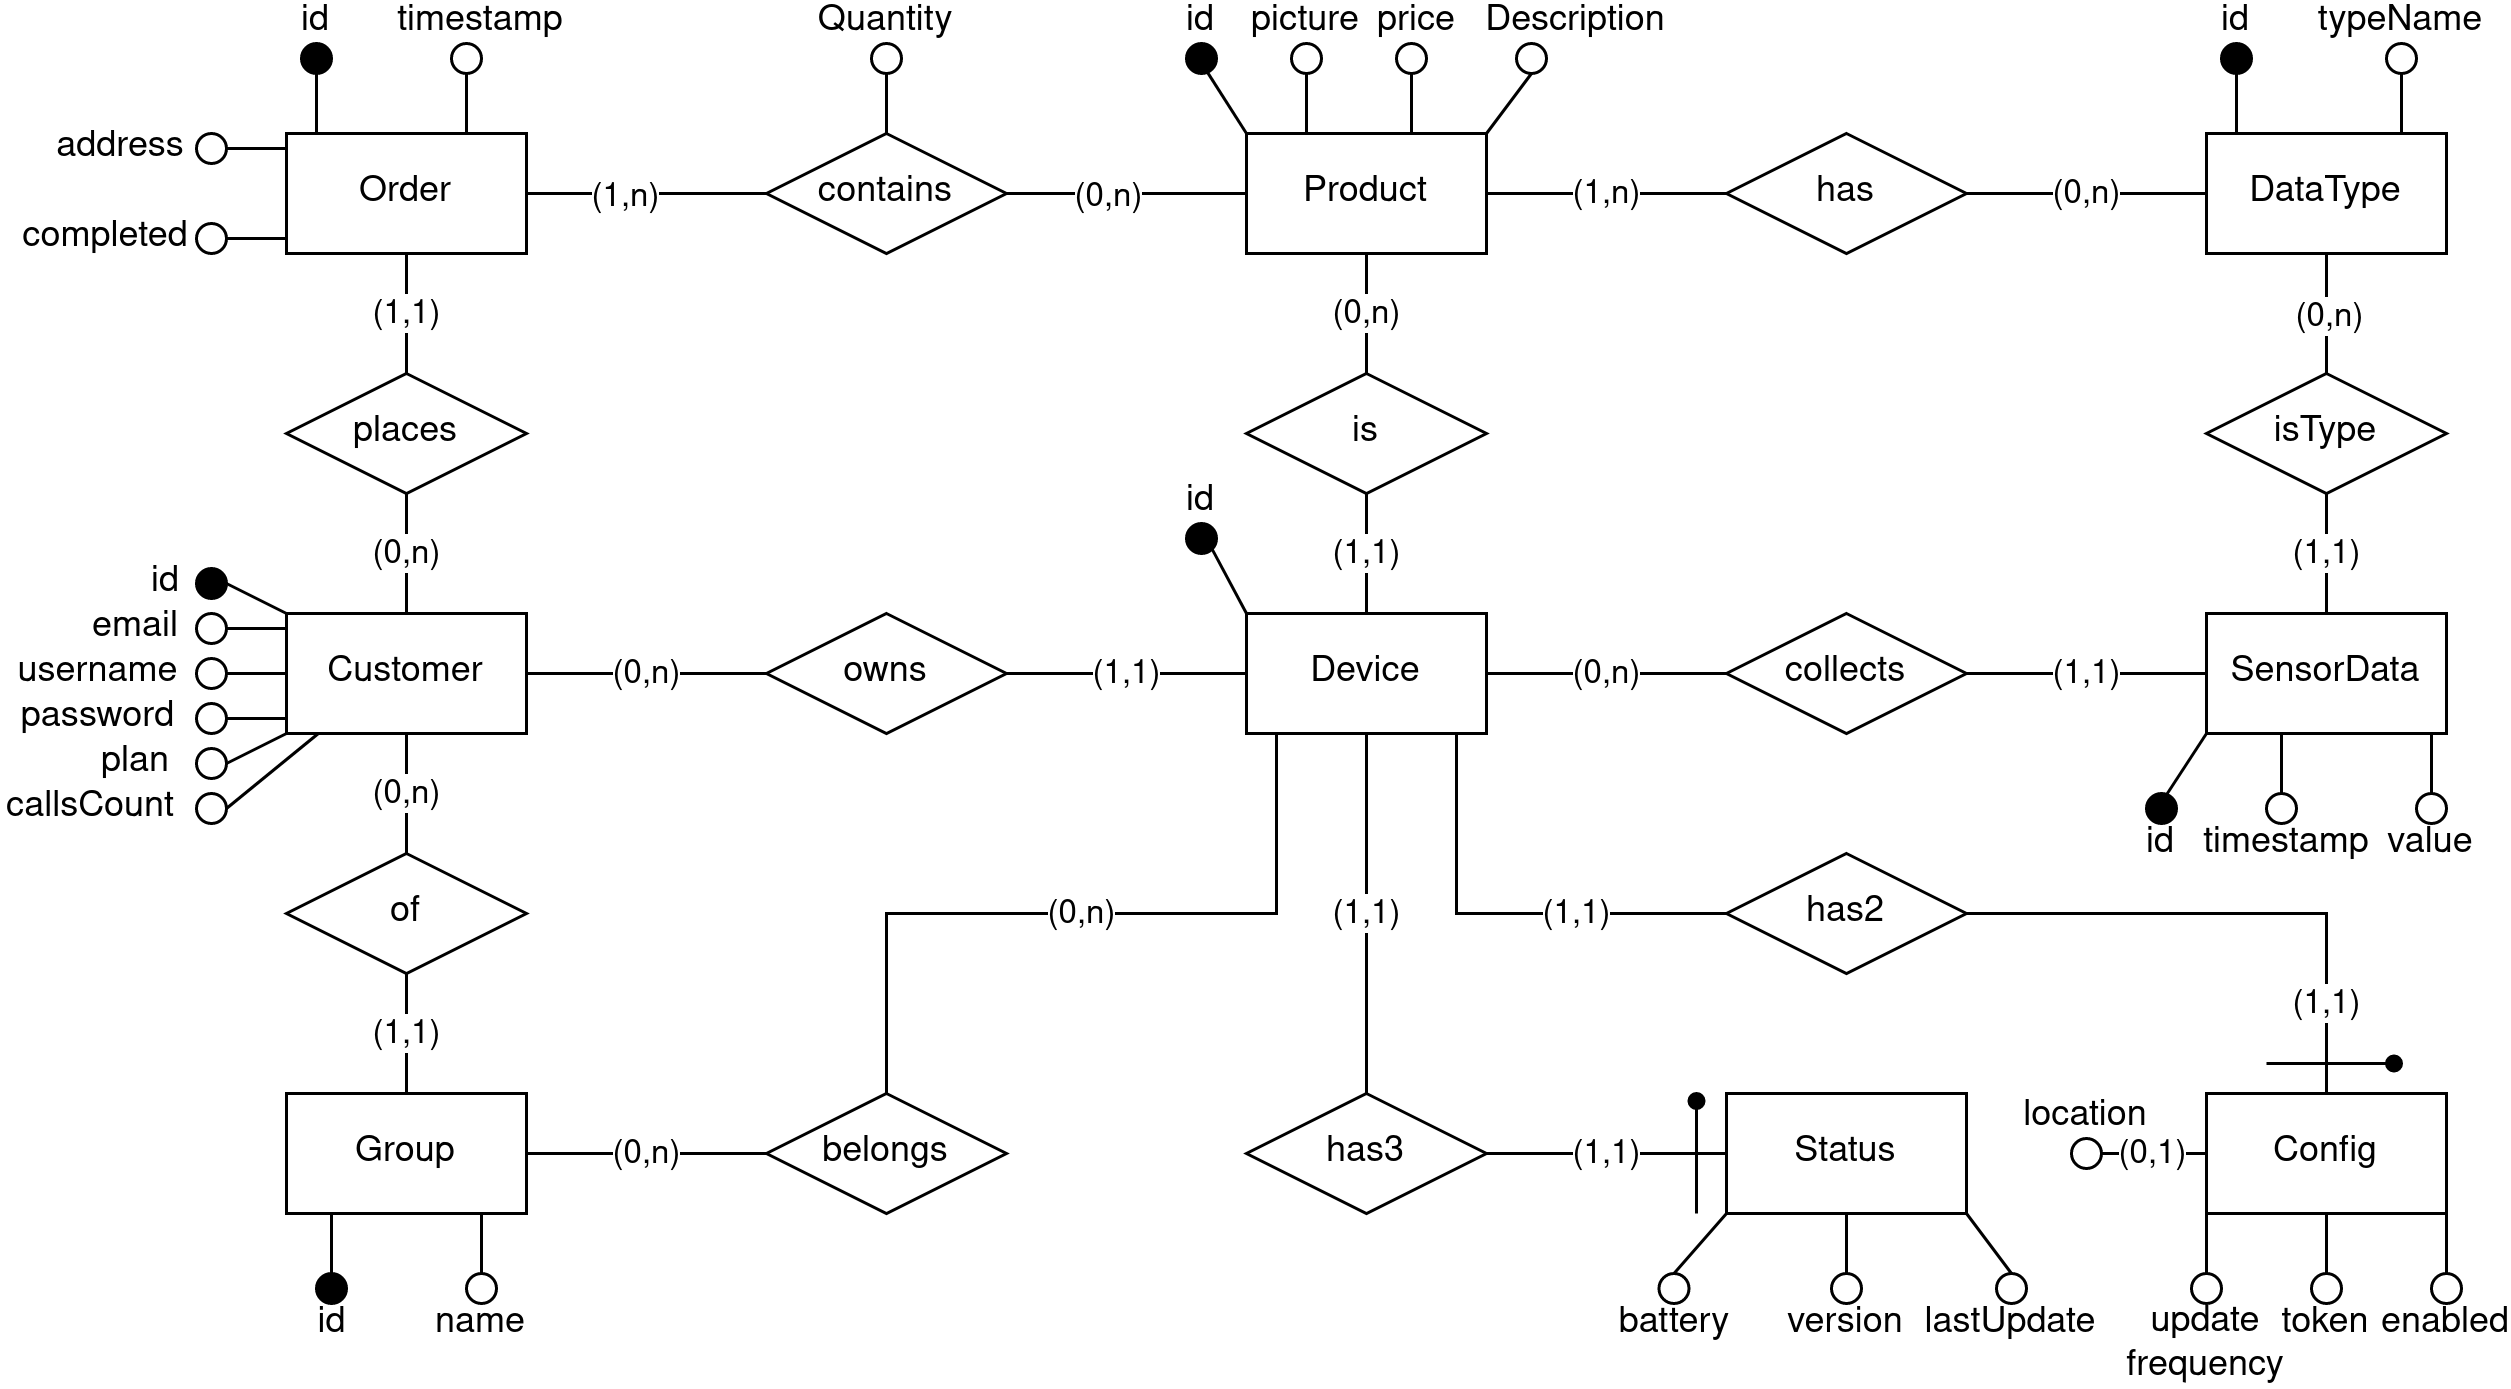 id
timestamp
Quantity
id
picture
price
Description
id
typeName
address
completed
Order
(1,n)
contains
(0,n)
Product
(1,n)
has
(0,n)
DataType
(1,1)
(0,n)
(0,n)
places
is
isType
id
(0,n)
(1,1)
(1,1)
id
email
username
password
plan
callsCount
Customer
(0,n)
owns
(1,1)
Device
(0,n)
collects
(1,1)
SensorData
(0,n)
id
timestamp
value
of
(0,n)
(1,1)
(1,1)
has2
(1,1)
(1,1)
Group
(0,n)
belongs
has3
(1,1)
Status
location
(0,1)
Config
id
name
battery
version
lastUpdate
update
frequency
token
enabled